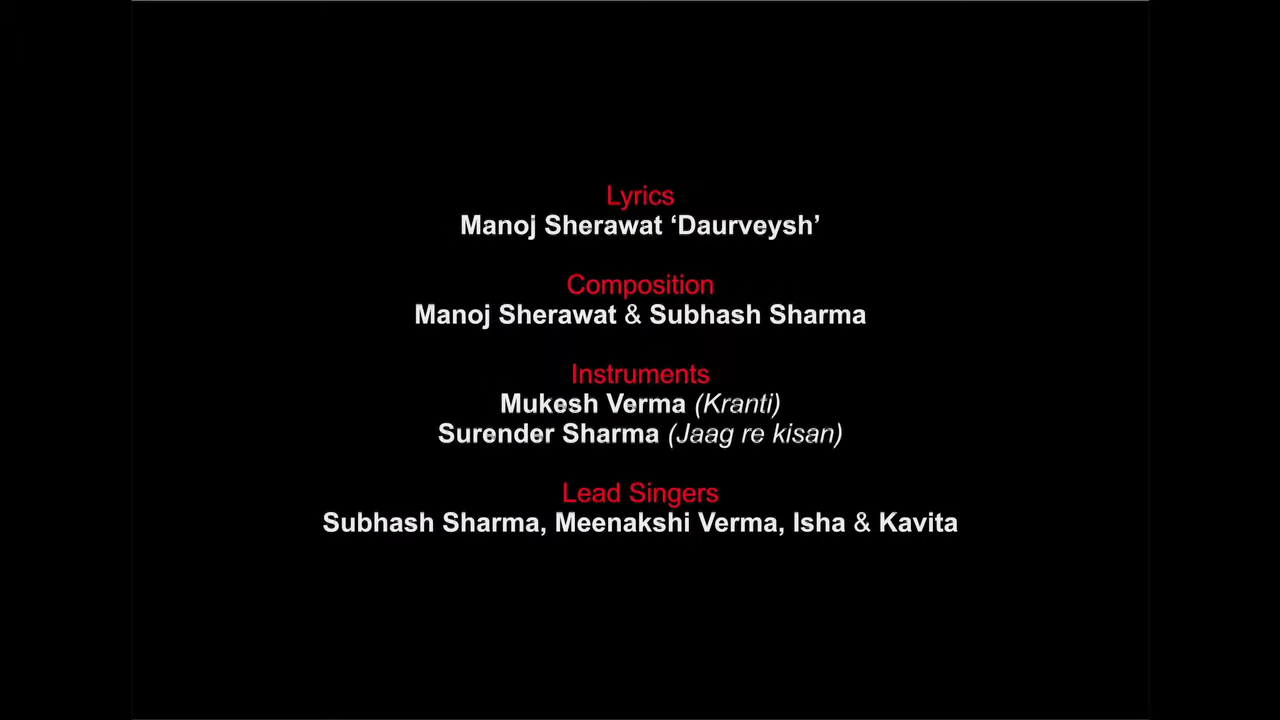 Lyrics
Manoj Sherawat ‘Daurveysh’
Composition
Manoj Sherawat & Subhash Sharma
Instruments
Mukesh Verma (Kranti)
Surender Sharma (Jaag re kisan)
Lead Singers
Subhash Sharma, Meenakshi Verma, Isha & Kavita